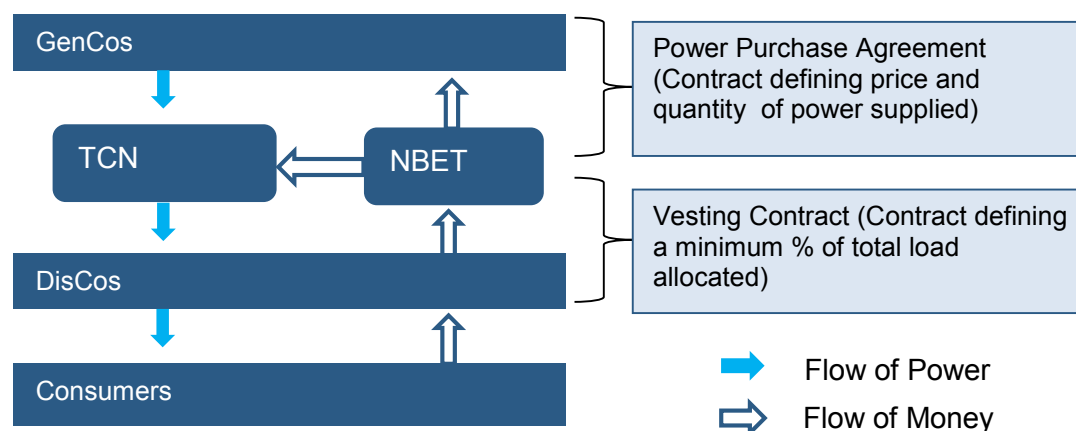 GenCos
Power Purchase Agreement
(Contract defining price and
quantity of power supplied)
TCN
NBET
Vesting Contract (Contract defining
a minimum % of total load
allocated)
DisCos
Consumers
Flow of Power
Flow of Money